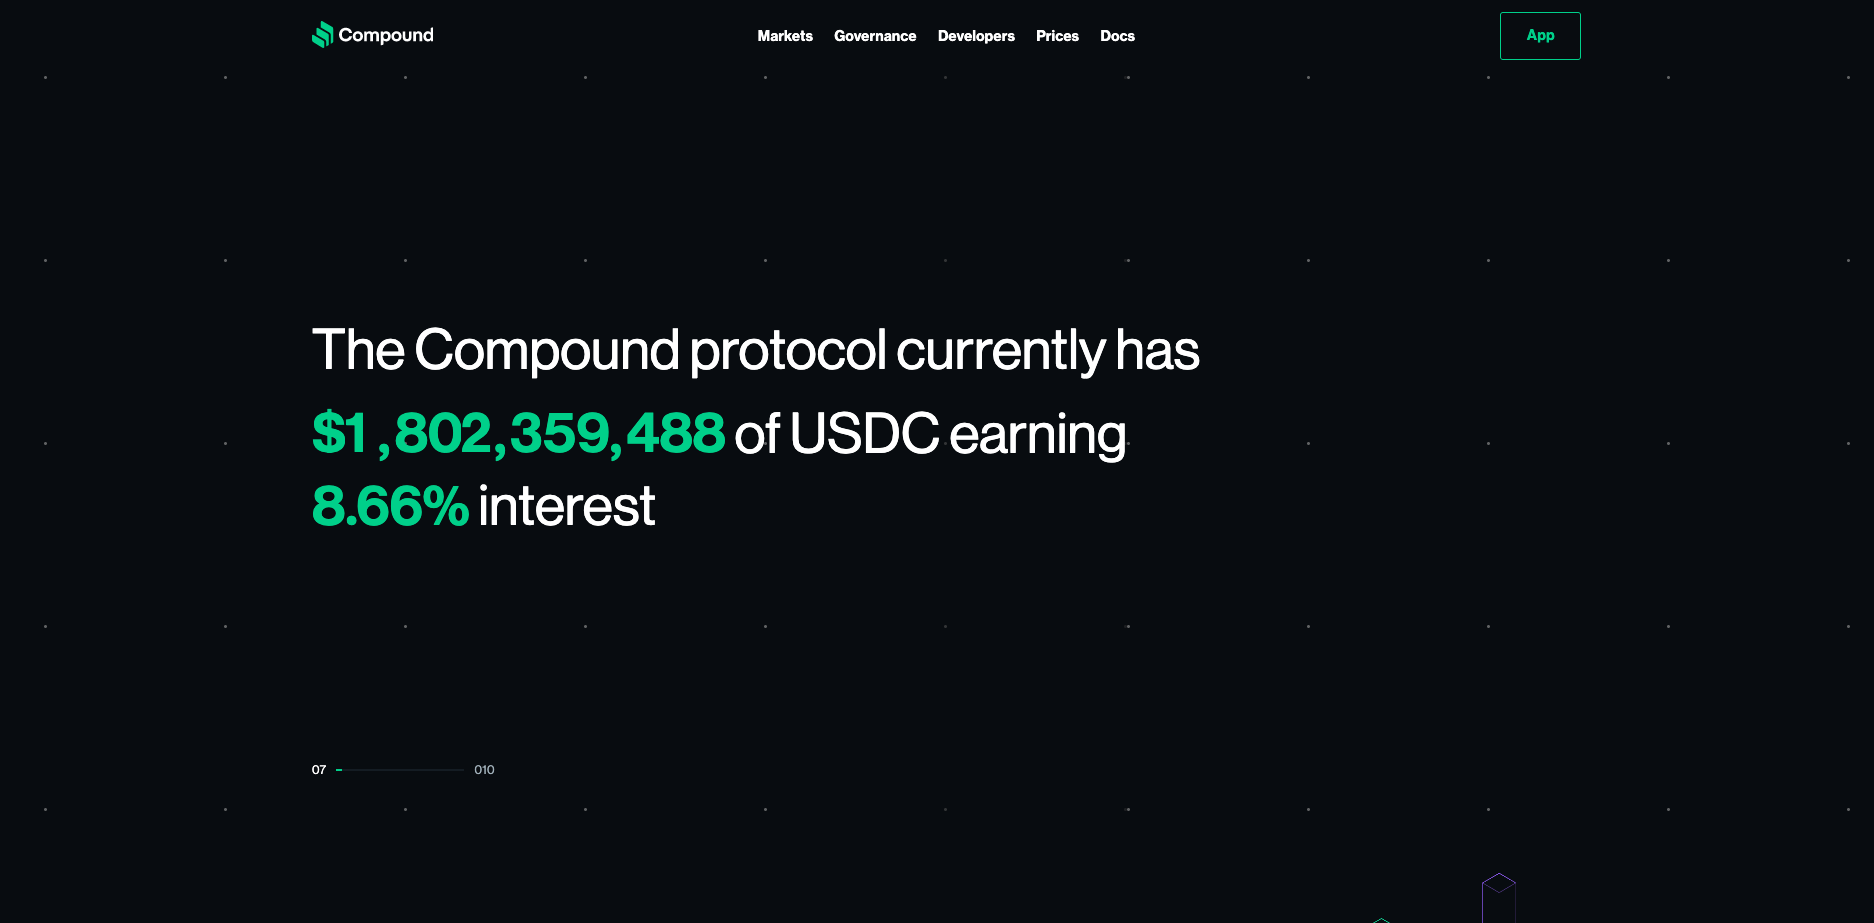 Compound
Markets Governance Developers Prices Docs
App
The Compound protocol currently has
$1,802,359,488 of USDC earning
8.66% interest
07 010